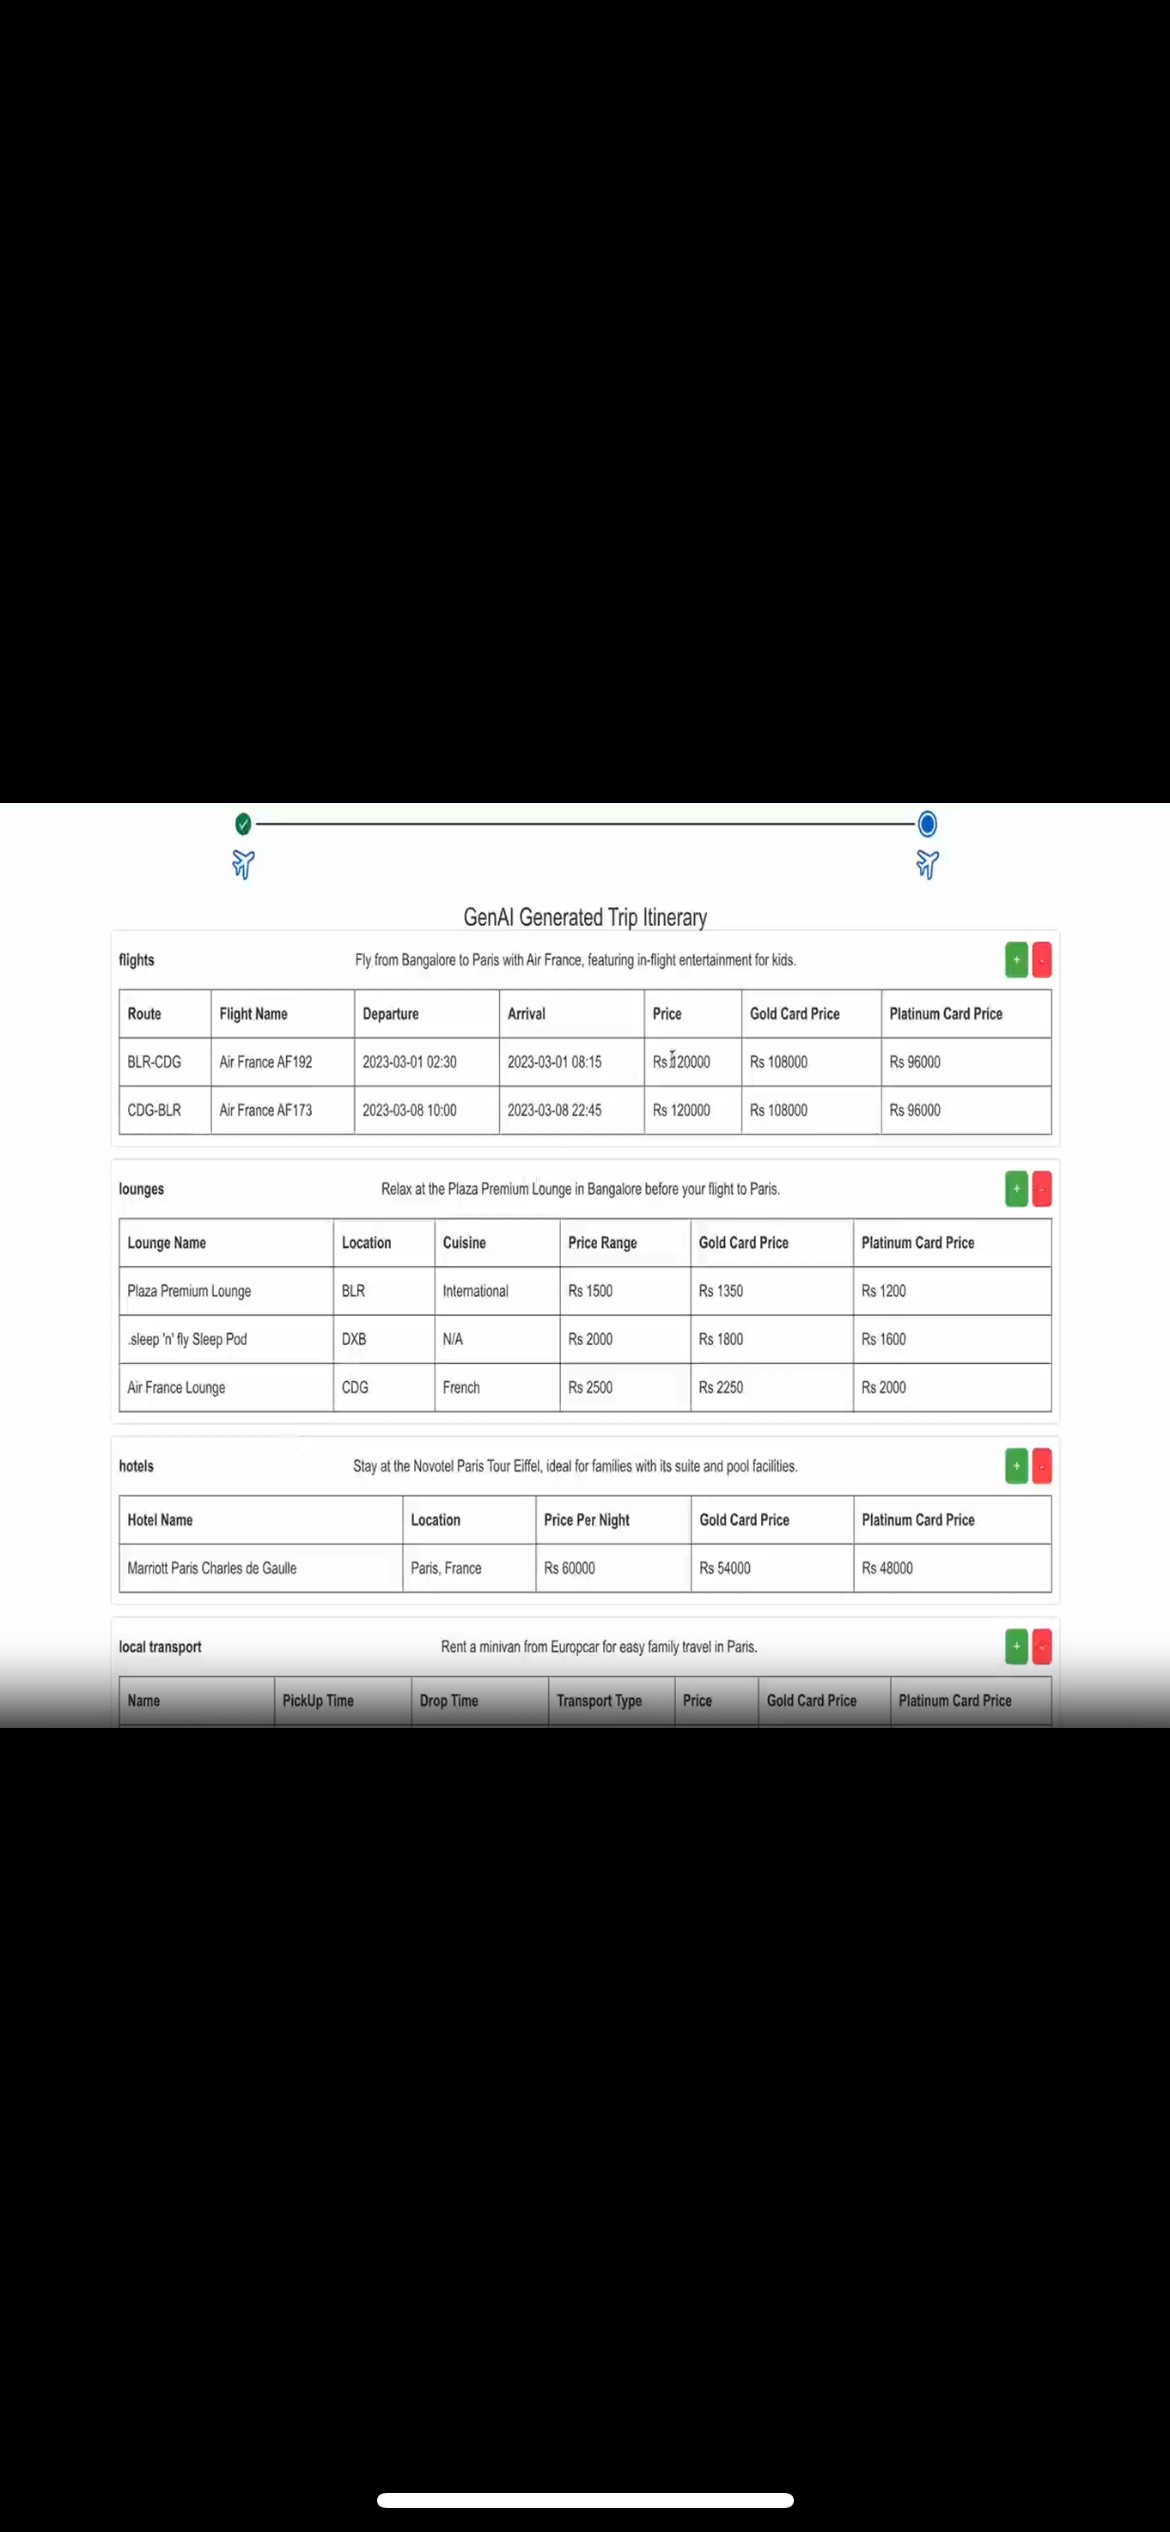 GenAI Generated Trip Itinerary
flights Fly from Bangalore to Paris with Air France, featuring in-flight entertainment for kids. + -
Route Flight Name Departure Arrival Price Gold Card Price Platinum Card Price
BLR-CDG Air France AF192 2023-03-01 02:30 2023-03-01 08:15 Rs 120000 Rs 108000 Rs 96000
CDG-BLR Air France AF173 2023-03-08 10:00 2023-03-08 22:45 Rs 120000 Rs 108000 Rs 96000
lounges Relax at the Plaza Premium Lounge in Bangalore before your flight to Paris. + -
Lounge Name Location Cuisine Price Range Gold Card Price Platinum Card Price
Plaza Premium Lounge BLR International Rs 1500 Rs 1350 Rs 1200
.sleep 'n' fly Sleep Pod DXB N/A Rs 2000 Rs 1800 Rs 1600
Air France Lounge CDG French Rs 2500 Rs 2250 Rs 2000
hotels Stay at the Novotel Paris Tour Eiffel, ideal for families with its suite and pool facilities. + -
Hotel Name Location Price Per Night Gold Card Price Platinum Card Price
Marriott Paris Charles de Gaulle Paris, France Rs 60000 Rs 54000 Rs 48000
local transport Rent a minivan from Europcar for easy family travel in Paris. + -
Name PickUp Time Drop Time Transport Type Price Gold Card Price Platinum Card Price